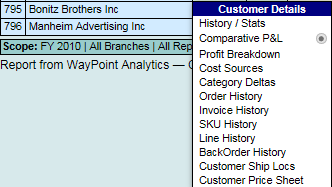 795 Bonitz Brothers Inc
796 Manheim Advertising Inc
Scope: FY 2010 | All Branches | All Rep
Report from WayPoint Analytics —
Customer Details
History / Stats
Comparative P&L
Profit Breakdown
Cost Sources
Category Deltas
Order History
Invoice History
SKU History
Line History
BackOrder History
Customer Ship Locs
Customer Price Sheet